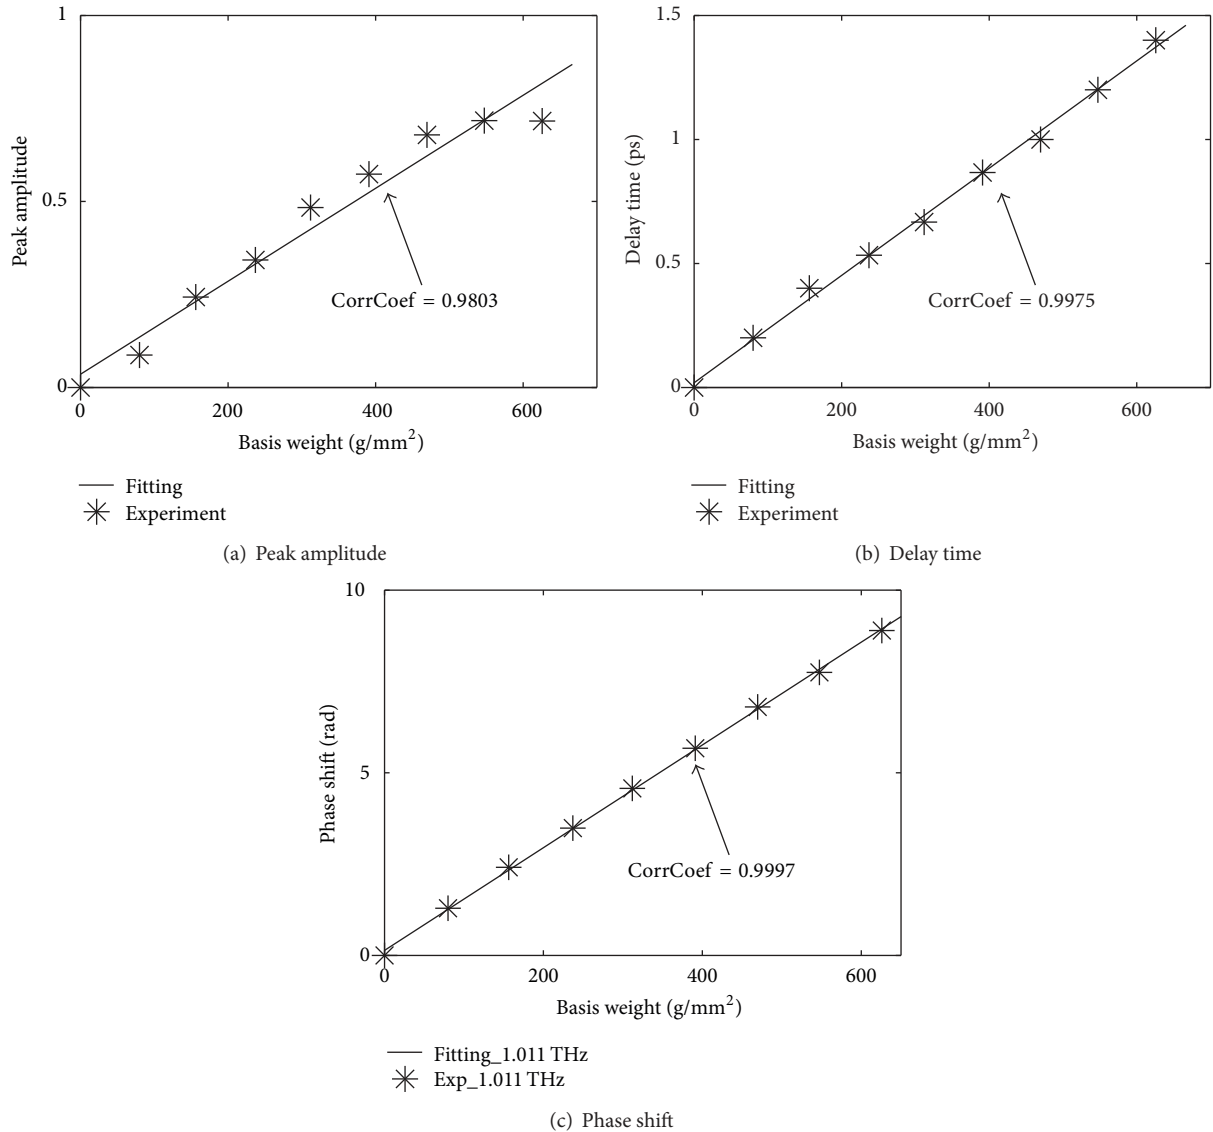 1
0.5
0
Peak amplitude
0 200 400 600
Basis weight (g/mm²)
CorrCoef = 0.9803
Fitting
Experiment
(a) Peak amplitude
1.5
1
0.5
0
Delay time (ps)
0 200 400 600
Basis weight (g/mm²)
CorrCoef = 0.9975
Fitting
Experiment
(b) Delay time
10
5
0
Phase shift (rad)
0 200 400 600
Basis weight (g/mm²)
CorrCoef = 0.9997
Fitting_1.011 THz
Exp_1.011 THz
(c) Phase shift